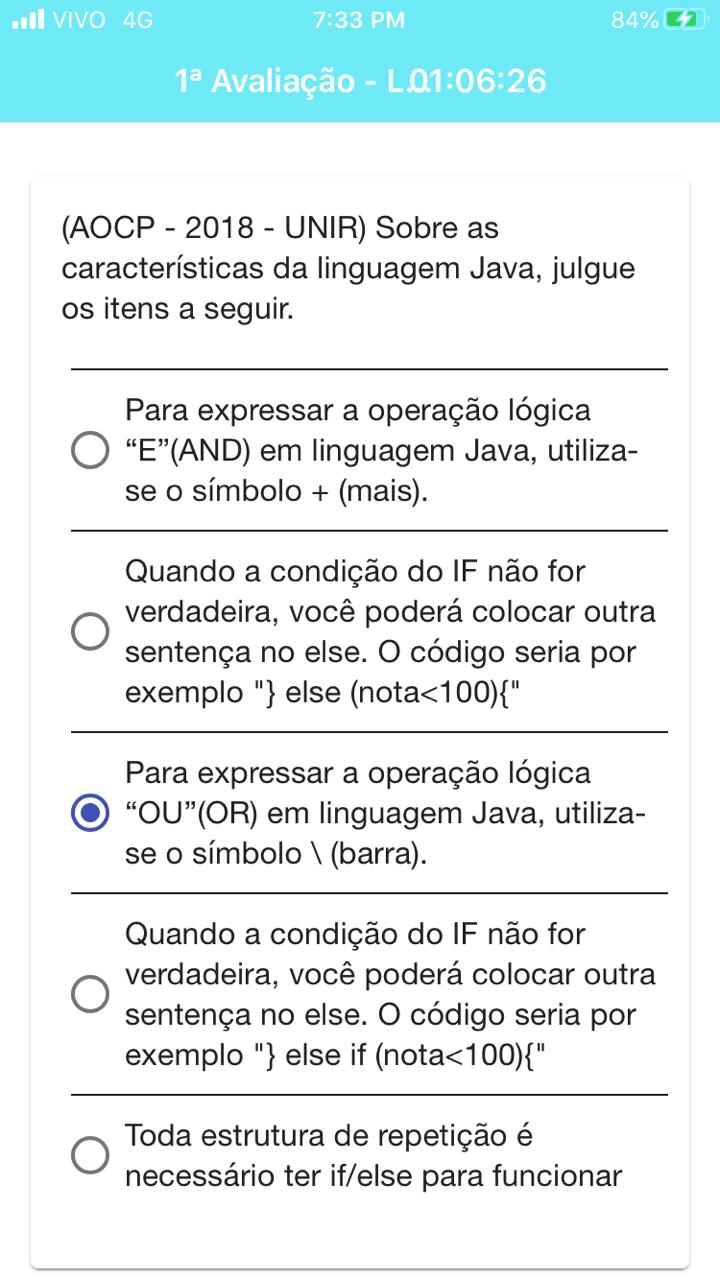 VIVO 4G 7:33 PM 84%
1ª Avaliação - L.01:06:26
(AOCP - 2018 - UNIR) Sobre as
características da linguagem Java, julgue
os itens a seguir.
Para expressar a operação lógica
“E”(AND) em linguagem Java, utiliza-
se o símbolo + (mais).
Quando a condição do IF não for
verdadeira, você poderá colocar outra
sentença no else. O código seria por
exemplo "} else (nota<100){"
Para expressar a operação lógica
“OU”(OR) em linguagem Java, utiliza-
se o símbolo \ (barra).
Quando a condição do IF não for
verdadeira, você poderá colocar outra
sentença no else. O código seria por
exemplo "} else if (nota<100){"
Toda estrutura de repetição é
necessário ter if/else para funcionar